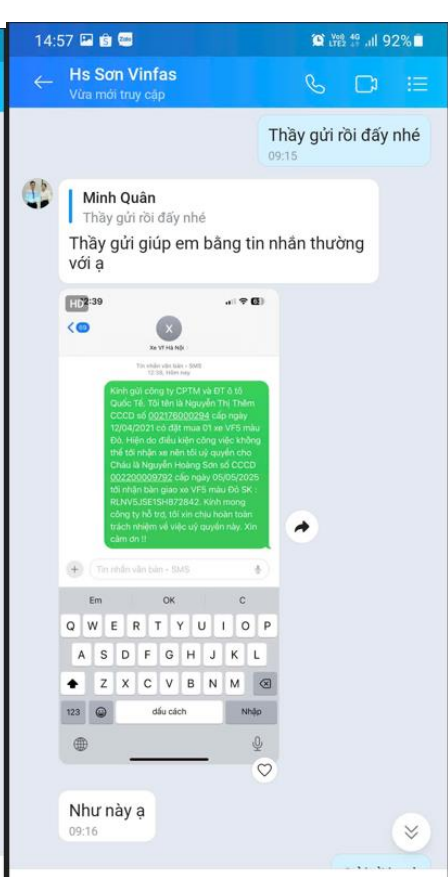 14:57
92%
Hs Sơn Vinfas
Vừa mới truy cập
Thầy gửi rồi đấy nhé
09:15
Minh Quân
Thầy gửi rồi đấy nhé
Thầy gửi giúp em bằng tin nhắn thường
với ạ
HD
:39
X
Xe Vf Hà Nội
Tin nhắn văn bản - SMS
Kính gửi công ty CPTM và ĐT ô tô
Quốc Tế. Tôi tên là Nguyễn Thị Thêm
CCCD số 002176000294 cấp ngày
12/04/2021 có đặt mua 01 xe VF5 màu
Đỏ. Hiện do điều kiện công việc không
thể tới nhận xe nên tôi uỷ quyền cho
Cháu là Nguyễn Hoàng Sơn số CCCD
002200009792 cấp ngày 05/05/2025
tới nhận bàn giao xe VF5 màu Đỏ SK :
RLNV5JSE1SH872842. Kính mong
công ty hỗ trợ, tôi xin chịu hoàn toàn
trách nhiệm về việc uỷ quyền này. Xin
cảm ơn !!
Tin nhắn văn bản - SMS
Em OK C
Q W E R T Y U I O P
A S D F G H J K L
Z X C V B N M
123 dấu cách Nhập
Như này ạ
09:16